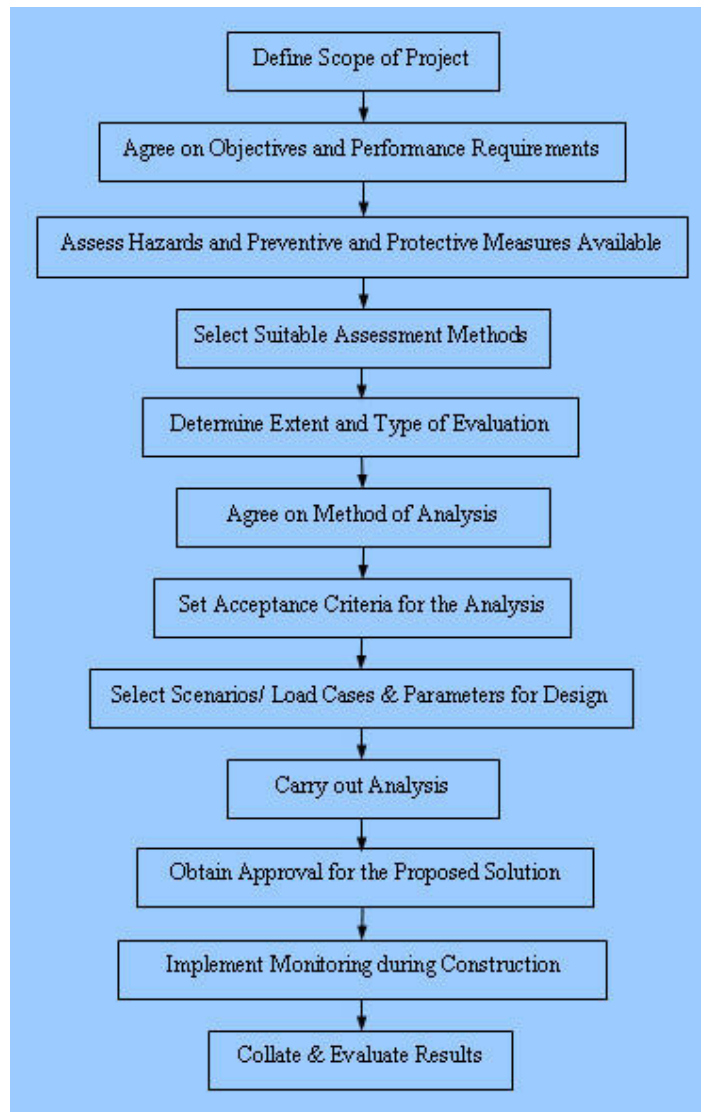 Define Scope of Project
Agree on Objectives and Performance Requirements
Assess Hazards and Preventive and Protective Measures Available
Select Suitable Assessment Methods
Determine Extent and Type of Evaluation
Agree on Method of Analysis
Set Acceptance Criteria for the Analysis
Select Scenarios/ Load Cases & Parameters for Design
Carry out Analysis
Obtain Approval for the Proposed Solution
Implement Monitoring during Construction
Collate & Evaluate Results